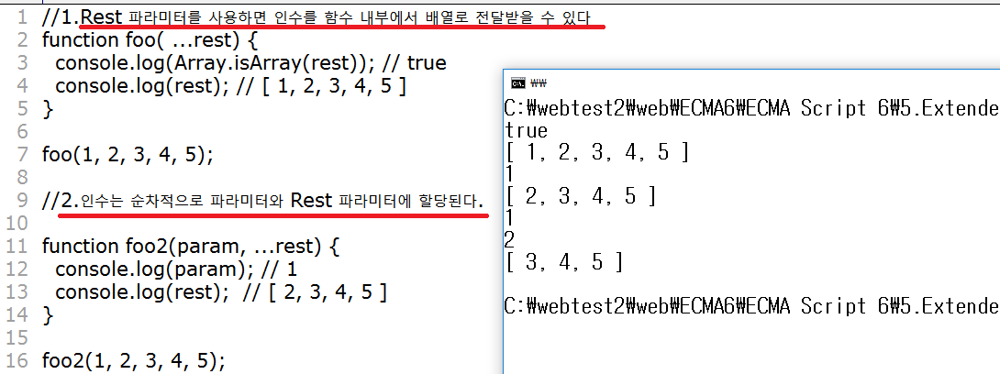 1 //1.Rest 파라미터를 사용하면 인수를 함수 내부에서 배열로 전달받을 수 있다
2 function foo( ...rest) {
3 console.log(Array.isArray(rest)); // true
4 console.log(rest); // [ 1, 2, 3, 4, 5 ]
5 }
6
7 foo(1, 2, 3, 4, 5);
8
9 //2.인수는 순차적으로 파라미터와 Rest 파라미터에 할당된다.
10
11 function foo2(param, ...rest) {
12 console.log(param); // 1
13 console.log(rest);  // [ 2, 3, 4, 5 ]
14 }
15
16 foo2(1, 2, 3, 4, 5);
C:\. ₩₩
C:₩webtest2₩web₩ECMA6₩ECMA Script 6₩5.Extende
true
[ 1, 2, 3, 4, 5 ]
1
[ 2, 3, 4, 5 ]
1
2
[ 3, 4, 5 ]
C:₩webtest2₩web₩ECMA6₩ECMA Script 6₩5.Extende